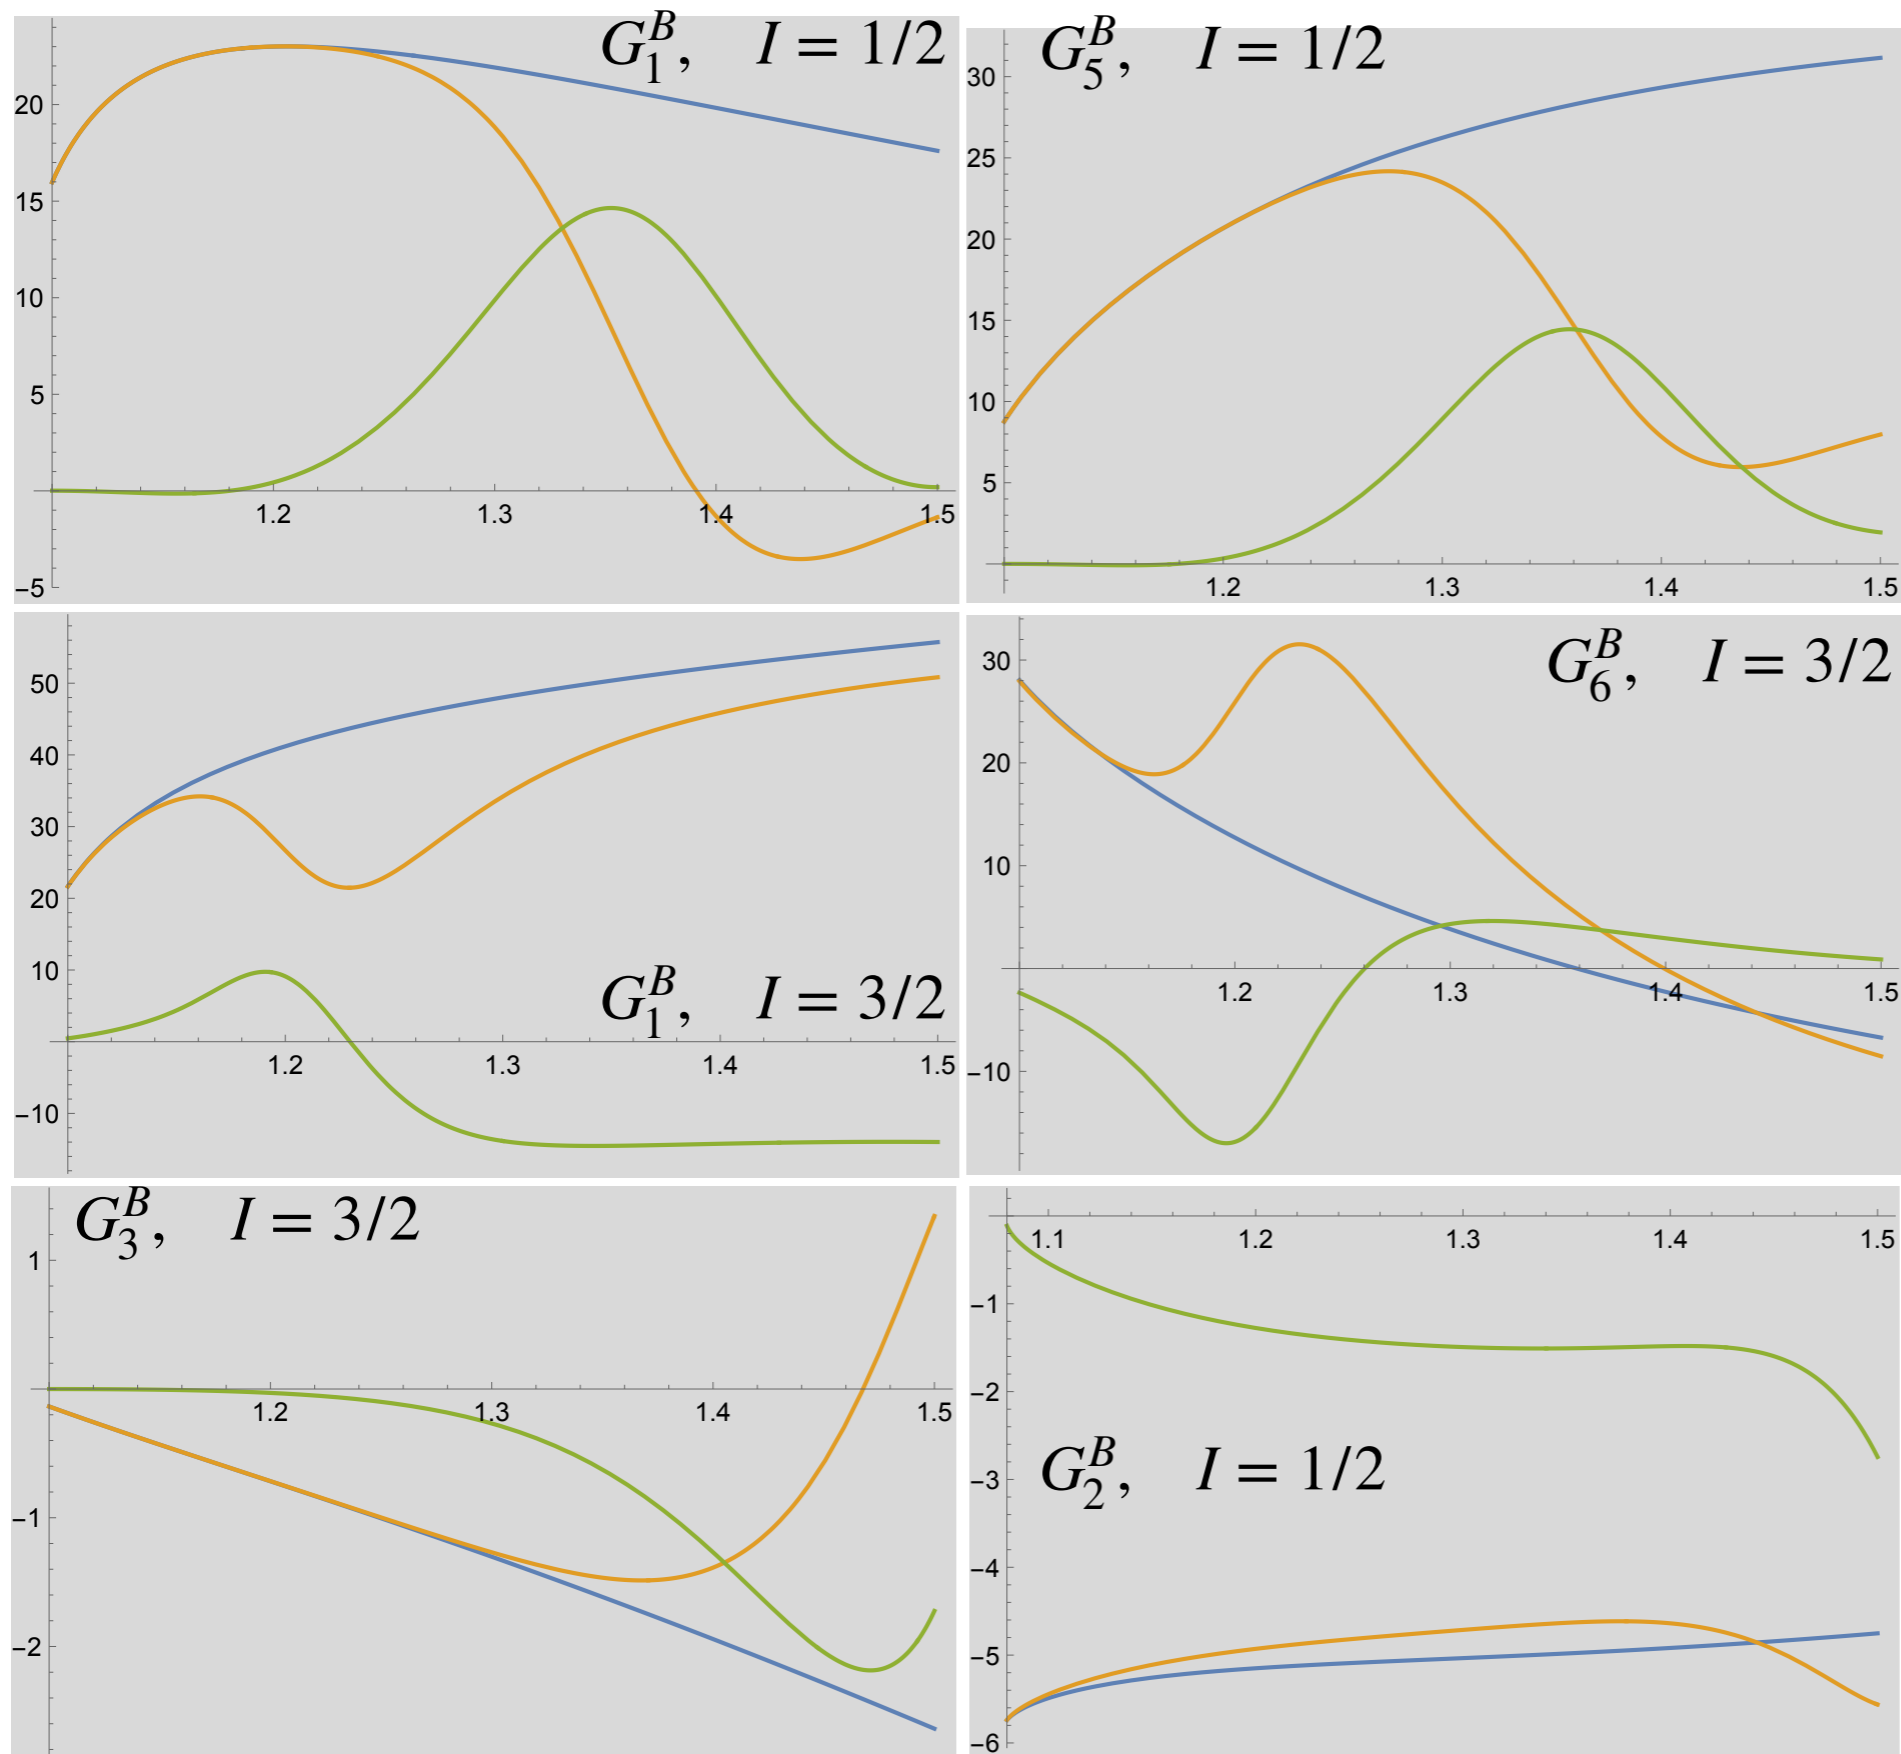 G_1^B, I = 1/2
20
15
10
5
−5
1.2 1.3 1.4 1.5
G_5^B, I = 1/2
30
25
20
15
10
5
1.2 1.3 1.4 1.5
50
40
30
20
10
−10
1.2 1.3 1.4 1.5
G_1^B, I = 3/2
G_6^B, I = 3/2
30
20
10
−10
1.2 1.3 1.4 1.5
G_3^B, I = 3/2
1
−1
−2
1.2 1.3 1.4 1.5
1.1 1.2 1.3 1.4 1.5
−1
−2
−3
−4
−5
−6
G_2^B, I = 1/2